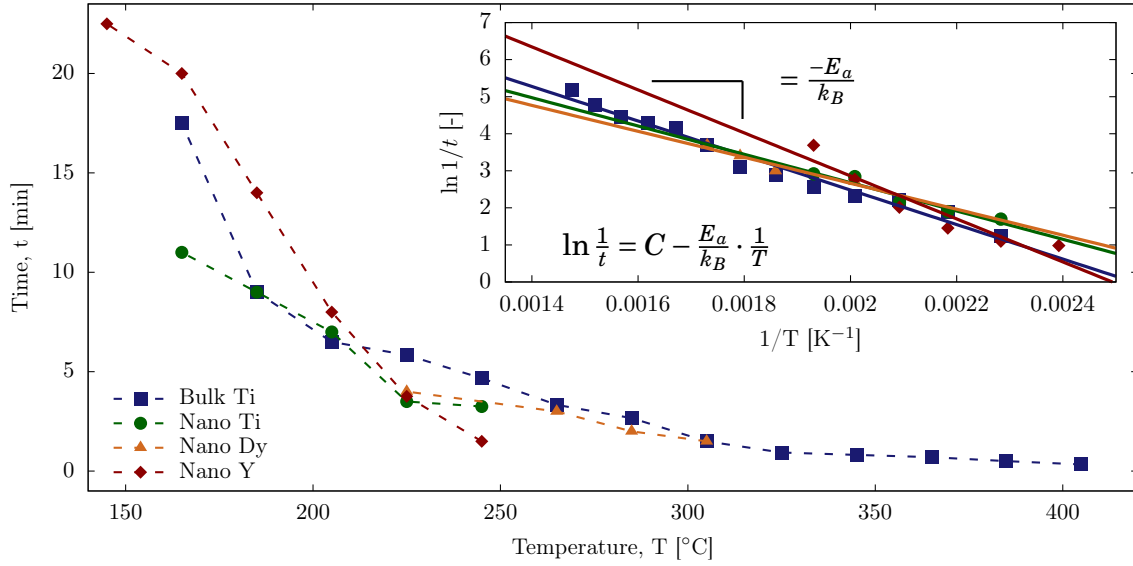 Time, t [min]
20
15
10
5
0
150
200
250
300
350
400
Temperature, T [°C]
Bulk Ti
Nano Ti
Nano Dy
Nano Y
ln 1/t [-]
7
6
5
4
3
2
1
0
0.0014
0.0016
0.0018
0.002
0.0022
0.0024
1/T [K⁻¹]
= -Eₐ/k_B
ln 1/t = C − Eₐ/k_B · 1/T